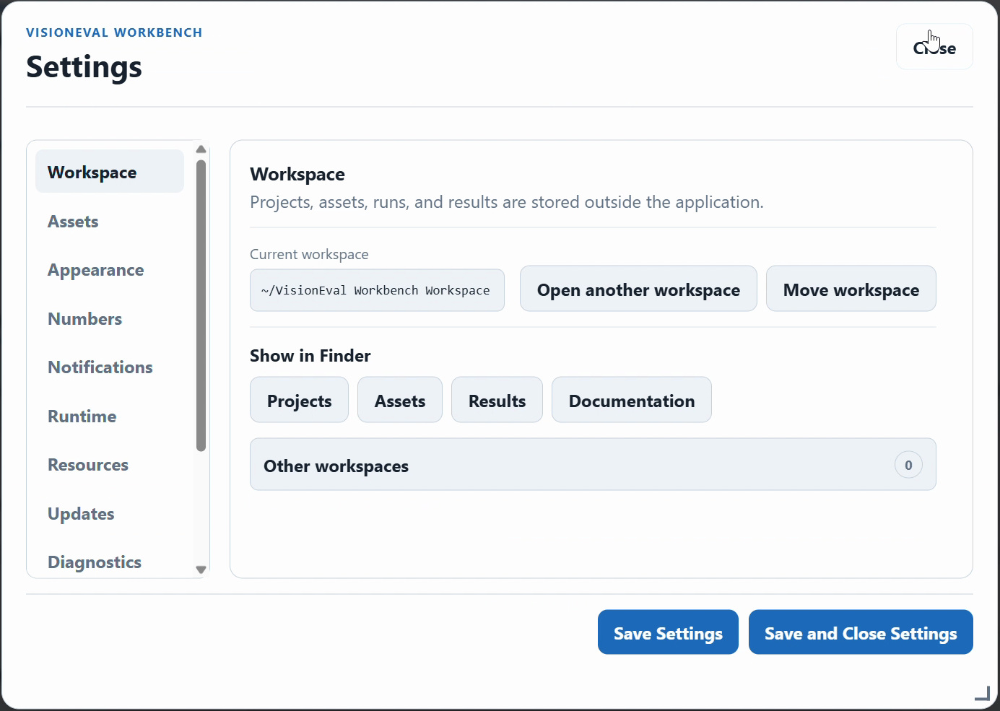 VISIONEVAL WORKBENCH
Settings
Close
Workspace
Assets
Appearance
Numbers
Notifications
Runtime
Resources
Updates
Diagnostics
Workspace
Projects, assets, runs, and results are stored outside the application.
Current workspace
~/VisionEval Workbench Workspace
Open another workspace
Move workspace
Show in Finder
Projects
Assets
Results
Documentation
Other workspaces
0
Save Settings
Save and Close Settings